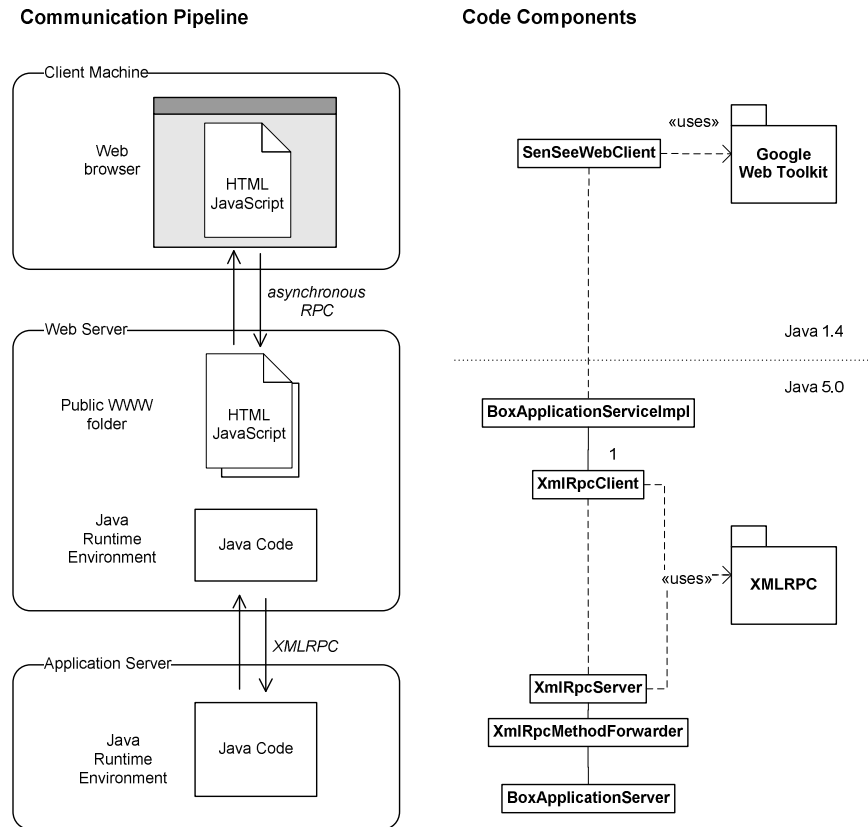 Communication Pipeline
Client Machine
Web
browser
HTML
JavaScript
asynchronous
RPC
Web Server
Public WWW
folder
HTML
JavaScript
Java
Runtime
Environment
Java Code
XMLRPC
Application Server
Java
Runtime
Environment
Java Code
Code Components
SenSeeWebClient
«uses»
Google
Web Toolkit
Java 1.4
Java 5.0
BoxApplicationServiceImpl
1
XmlRpcClient
«uses»
XMLRPC
XmlRpcServer
XmlRpcMethodForwarder
BoxApplicationServer